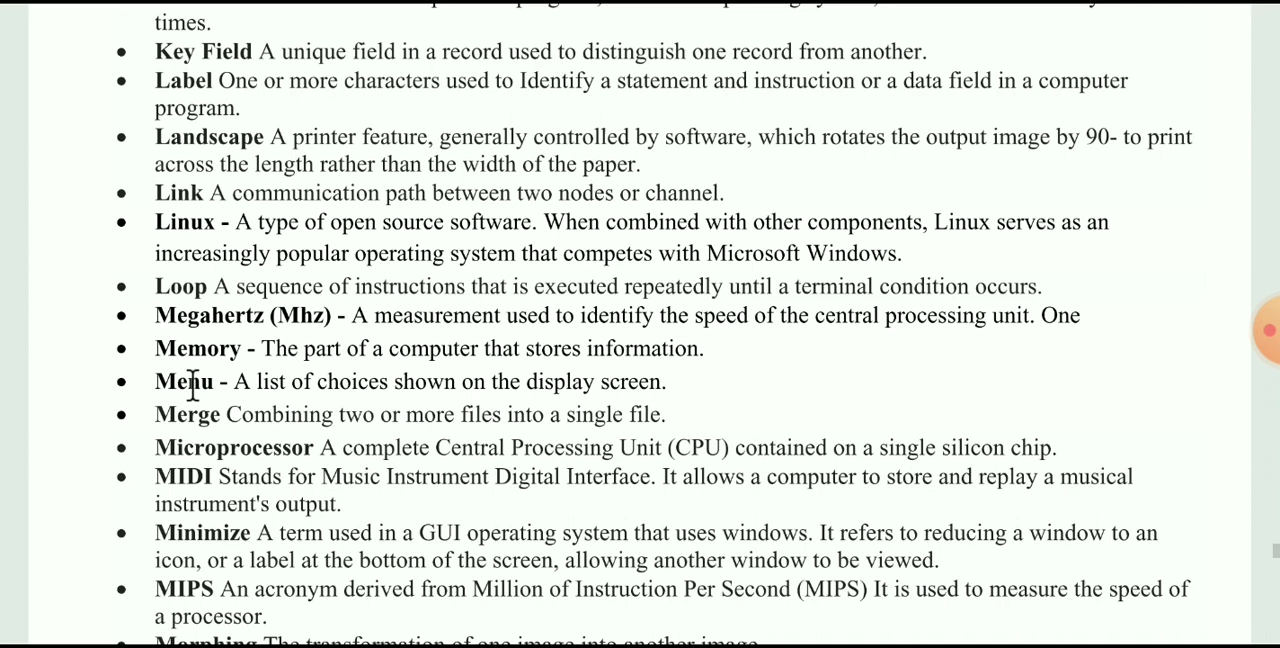 times.
• Key Field A unique field in a record used to distinguish one record from another.
• Label One or more characters used to Identify a statement and instruction or a data field in a computer
program.
• Landscape A printer feature, generally controlled by software, which rotates the output image by 90- to print
across the length rather than the width of the paper.
• Link A communication path between two nodes or channel.
• Linux - A type of open source software. When combined with other components, Linux serves as an
increasingly popular operating system that competes with Microsoft Windows.
• Loop A sequence of instructions that is executed repeatedly until a terminal condition occurs.
• Megahertz (Mhz) - A measurement used to identify the speed of the central processing unit. One
• Memory - The part of a computer that stores information.
• Menu - A list of choices shown on the display screen.
• Merge Combining two or more files into a single file.
• Microprocessor A complete Central Processing Unit (CPU) contained on a single silicon chip.
• MIDI Stands for Music Instrument Digital Interface. It allows a computer to store and replay a musical
instrument's output.
• Minimize A term used in a GUI operating system that uses windows. It refers to reducing a window to an
icon, or a label at the bottom of the screen, allowing another window to be viewed.
• MIPS An acronym derived from Million of Instruction Per Second (MIPS) It is used to measure the speed of
a processor.
• Morphing The transformation of one image into another image.